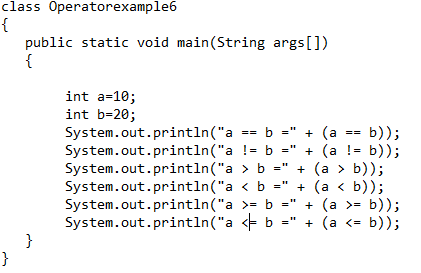 class Operatorexample6
{
public static void main(String args[])
{
int a=10;
int b=20;
System.out.println("a == b =" + (a == b));
System.out.println("a != b =" + (a != b));
System.out.println("a > b =" + (a > b));
System.out.println("a < b =" + (a < b));
System.out.println("a >= b =" + (a >= b));
System.out.println("a <= b =" + (a <= b));
}
}